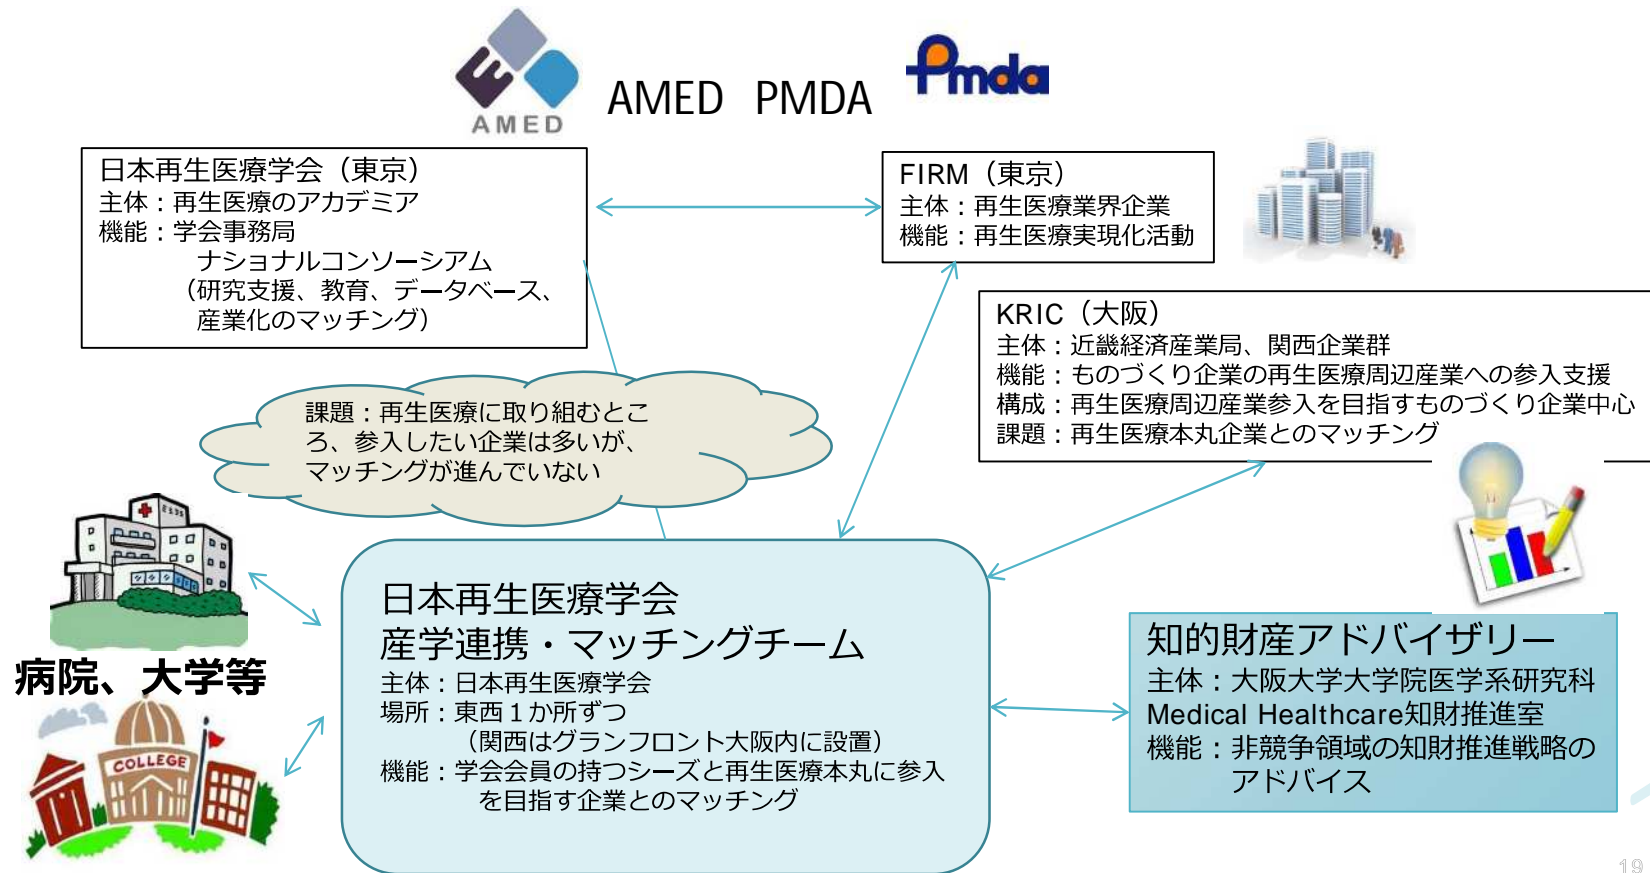 AMED
AMED PMDA
Pmda
日本再生医療学会（東京）
主体：再生医療のアカデミア
機能：学会事務局
ナショナルコンソーシアム
（研究支援、教育、データベース、
産業化のマッチング）
FIRM（東京）
主体：再生医療業界企業
機能：再生医療実現化活動
KRIC（大阪）
主体：近畿経済産業局、関西企業群
機能：ものづくり企業の再生医療周辺産業への参入支援
構成：再生医療周辺産業参入を目指すものづくり企業中心
課題：再生医療本丸企業とのマッチング
課題：再生医療に取り組むとこ
ろ、参入したい企業は多いが、
マッチングが進んでいない
病院、大学等
COLLEGE
日本再生医療学会
産学連携・マッチングチーム
主体：日本再生医療学会
場所：東西１か所ずつ
（関西はグランフロント大阪内に設置）
機能：学会会員の持つシーズと再生医療本丸に参入
を目指す企業とのマッチング
知的財産アドバイザリー
主体：大阪大学大学院医学系研究科
Medical Healthcare知財推進室
機能：非競争領域の知財推進戦略の
アドバイス
19